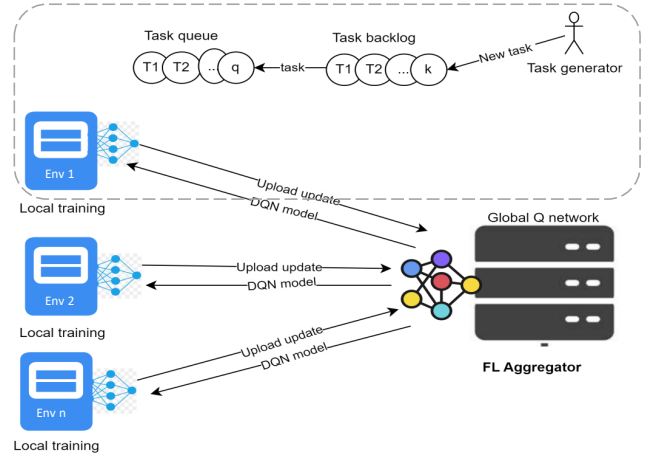 Task queue
Task backlog
T1 T2 ... q
task
T1 T2 ... k
New task
Task generator
Env 1
Local training
Upload update
DQN model
Global Q network
Env 2
Local training
Upload update
DQN model
FL Aggregator
Env n
Local training
Upload update
DQN model